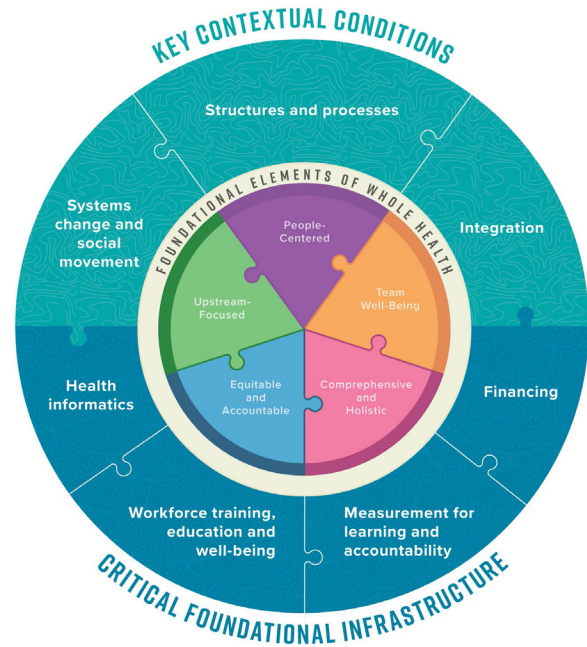 KEY CONTEXTUAL CONDITIONS
Structures and processes
Systems
change and
social
movement
Integration
FOUNDATIONAL ELEMENTS OF WHOLE HEALTH
People-
Centered
Upstream-
Focused
Team
Well-Being
Equitable
and
Accountable
Comprehensive
and
Holistic
Health
informatics
Financing
Workforce training,
education and
well-being
Measurement for
learning and
accountability
CRITICAL FOUNDATIONAL INFRASTRUCTURE